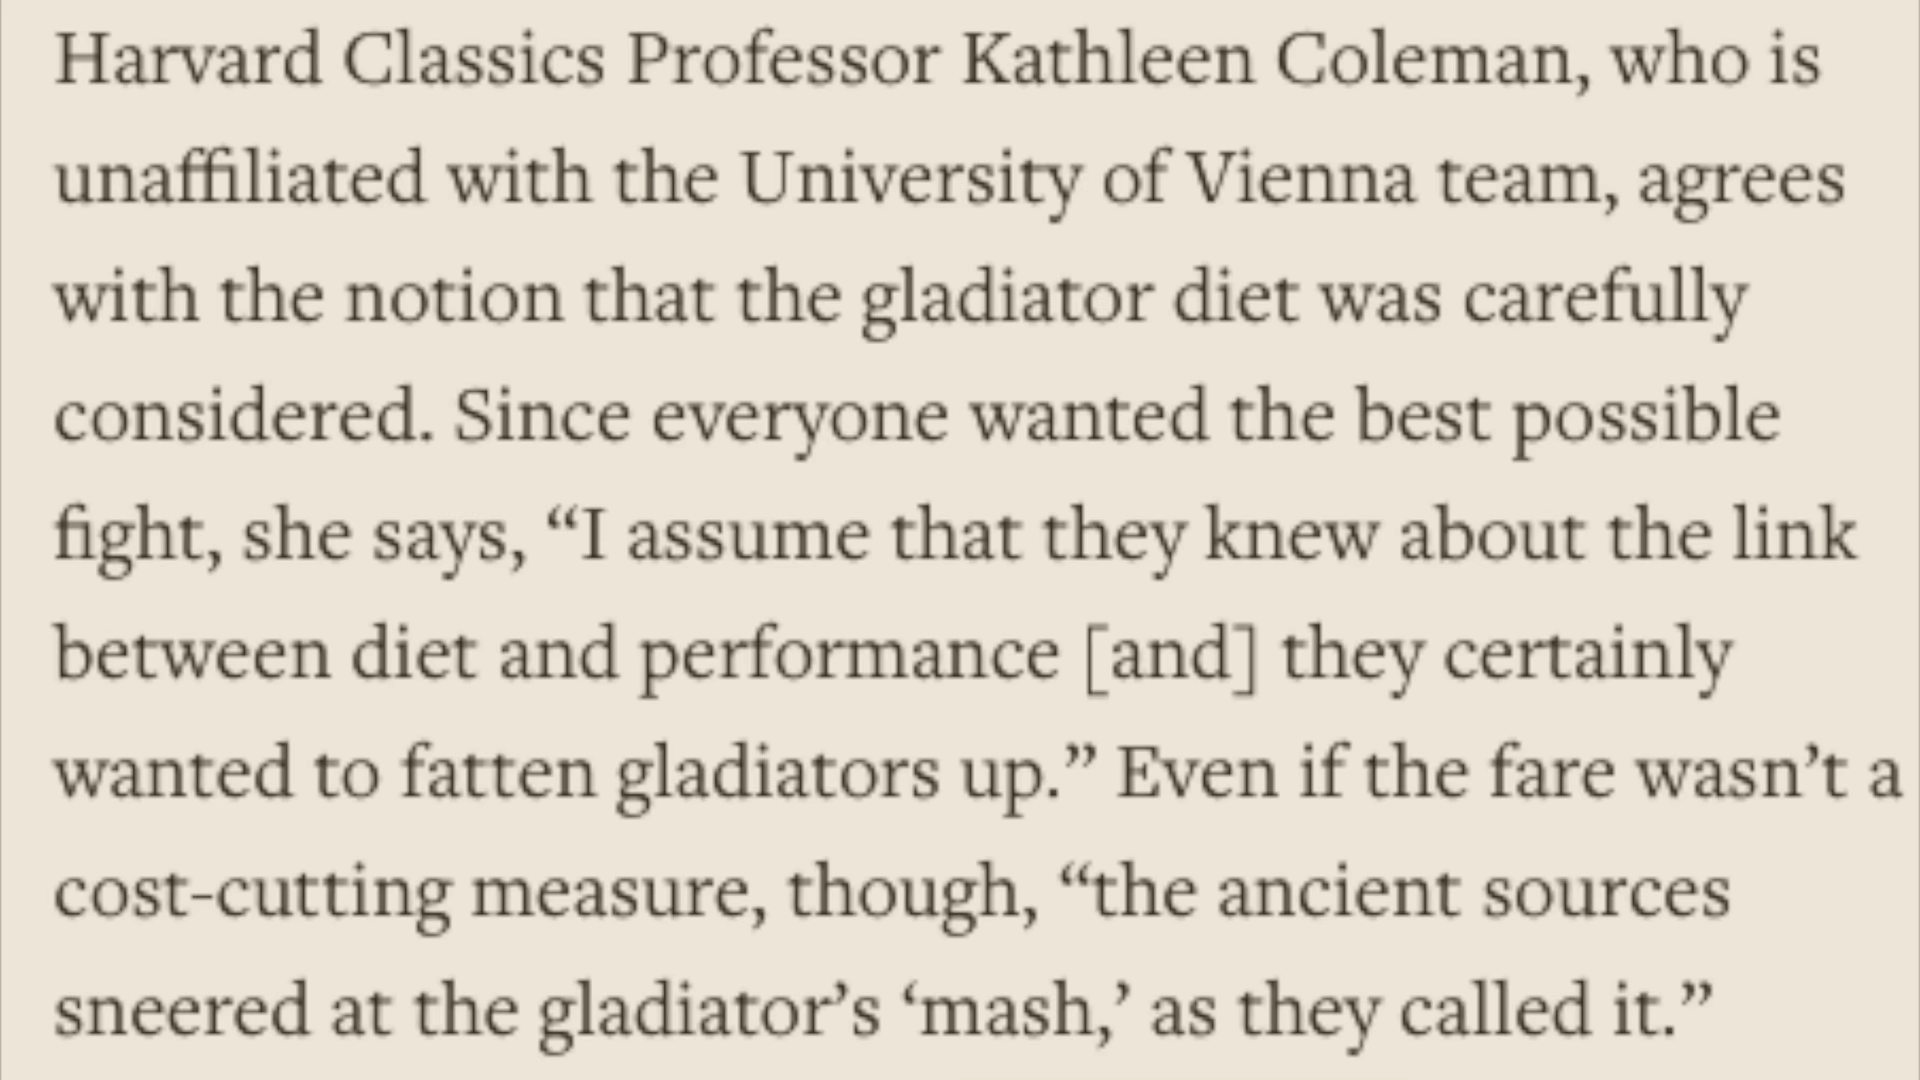 Harvard Classics Professor Kathleen Coleman, who is
unaffiliated with the University of Vienna team, agrees
with the notion that the gladiator diet was carefully
considered. Since everyone wanted the best possible
fight, she says, “I assume that they knew about the link
between diet and performance [and] they certainly
wanted to fatten gladiators up.” Even if the fare wasn’t a
cost-cutting measure, though, “the ancient sources
sneered at the gladiator’s ‘mash,’ as they called it.”